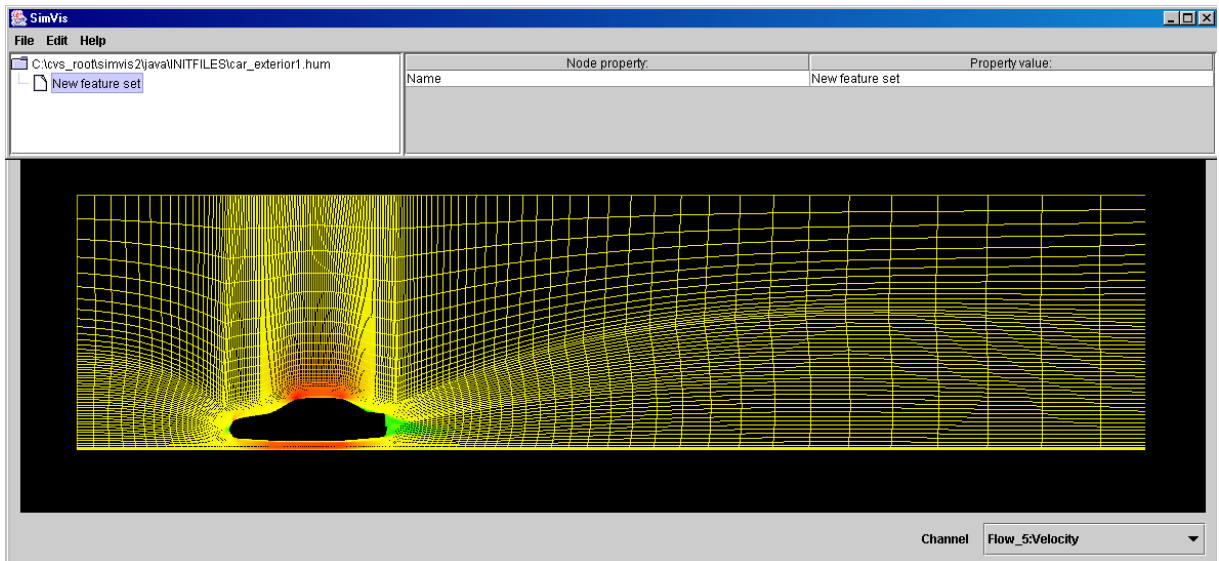 SimVis
File Edit Help
C:\cvs_root\simvis2\java\INITFILES\car_exterior1.hum
New feature set
Node property: Property value:
Name New feature set
Channel Flow_5:Velocity